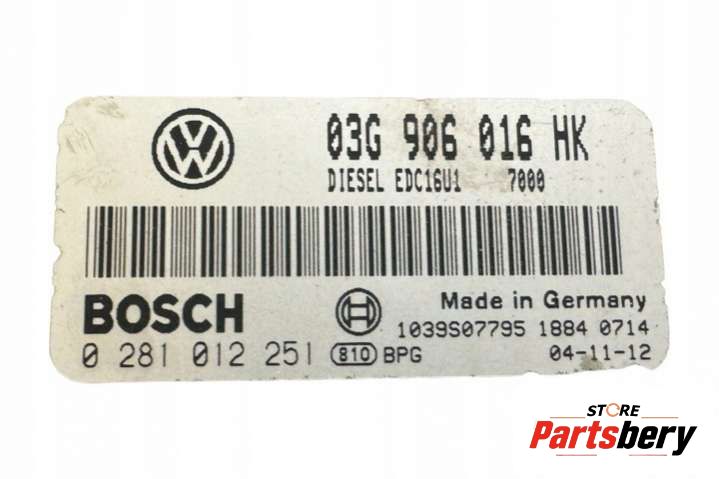 03G 906 016 HK
DIESEL EDC16U1 7000
BOSCH
Made in Germany
1039S07795 1884 0714
0 281 012 251 810 BPG 04-11-12
STORE
Partsbery